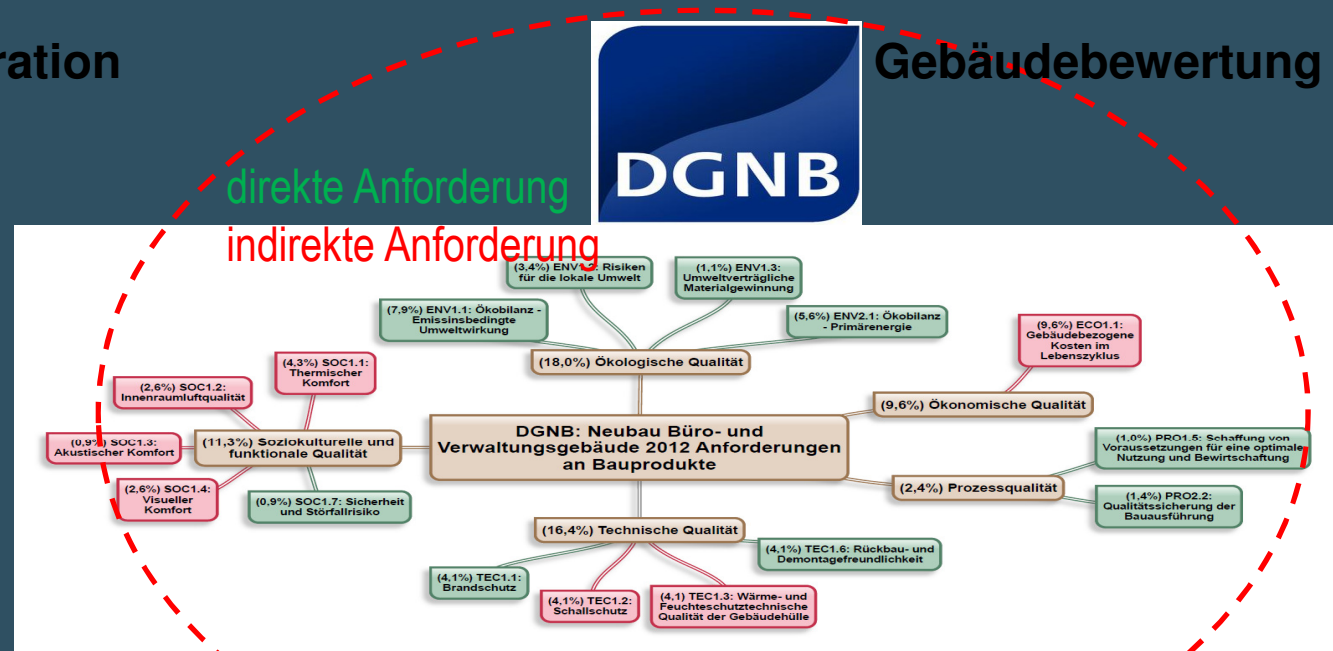 ration
Gebäudebewertung
DGNB
direkte Anforderung
indirekte Anforderung
(3,4%) ENV1.2: Risiken
für die lokale Umwelt
(1,1%) ENV1.3:
Umweltverträgliche
Materialgewinnung
(7,9%) ENV1.1: Ökobilanz -
Emissinsbedingte
Umweltwirkung
(5,6%) ENV2.1: Ökobilanz
- Primärenergie
(9,6%) ECO1.1:
Gebäudebezogene
Kosten im
Lebenszyklus
(18,0%) Ökologische Qualität
(4,3%) SOC1.1:
Thermischer
Komfort
(2,6%) SOC1.2:
Innenraumluftqualität
(9,6%) Ökonomische Qualität
(0,9%) SOC1.3:
Akustischer Komfort
(11,3%) Soziokulturelle und
funktionale Qualität
DGNB: Neubau Büro- und
Verwaltungsgebäude 2012 Anforderungen
an Bauprodukte
(1,0%) PRO1.5: Schaffung von
Voraussetzungen für eine optimale
Nutzung und Bewirtschaftung
(2,6%) SOC1.4:
Visueller
Komfort
(0,9%) SOC1.7: Sicherheit
und Störfallrisiko
(2,4%) Prozessqualität
(1,4%) PRO2.2:
Qualitätssicherung der
Bauausführung
(16,4%) Technische Qualität
(4,1%) TEC1.6: Rückbau- und
Demontagefreundlichkeit
(4,1%) TEC1.1:
Brandschutz
(4,1%) TEC1.2:
Schallschutz
(4,1) TEC1.3: Wärme- und
Feuchteschutztechnische
Qualität der Gebäudehülle